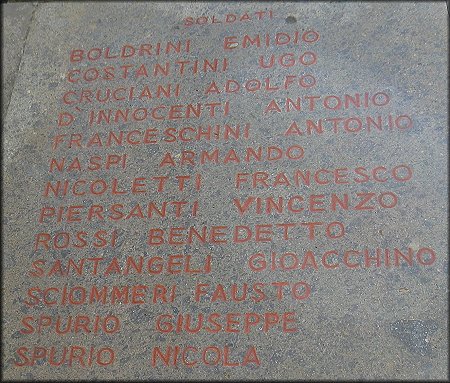 SOLDATI
BOLDRINI EMIDIO
COSTANTINI UGO
CRUCIANI ADOLFO
D INNOCENTI ANTONIO
FRANCESCHINI ANTONIO
NASPI ARMANDO
NICOLETTI FRANCESCO
PIERSANTI VINCENZO
ROSSI BENEDETTO
SANTANGELI GIOACCHINO
SCIOMMERI FAUSTO
SPURIO GIUSEPPE
SPURIO NICOLA